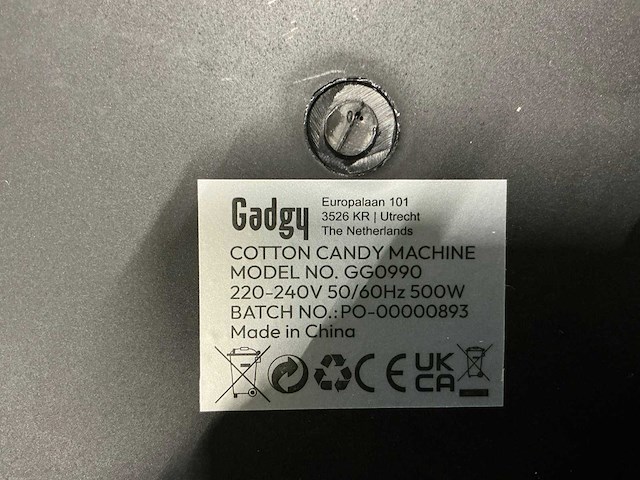 Gadgy
Europalaan 101
3526 KR | Utrecht
The Netherlands
COTTON CANDY MACHINE
MODEL NO. GG0990
220-240V 50/60Hz 500W
BATCH NO.:PO-00000893
Made in China
CE UK
CA